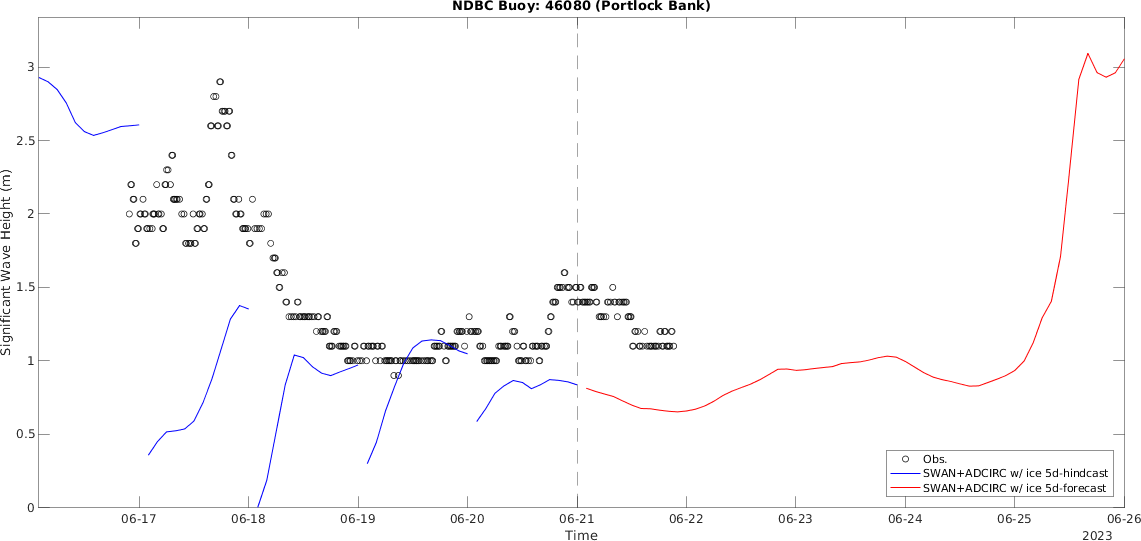 NDBC Buoy: 46080 (Portlock Bank)
3
2.5
2
1.5
1
0.5
0
Significant Wave Height (m)
Obs.
SWAN+ADCIRC w/ ice 5d-hindcast
SWAN+ADCIRC w/ ice 5d-forecast
06-17 06-18 06-19 06-20 06-21 06-22 06-23 06-24 06-25 06-26
Time
2023